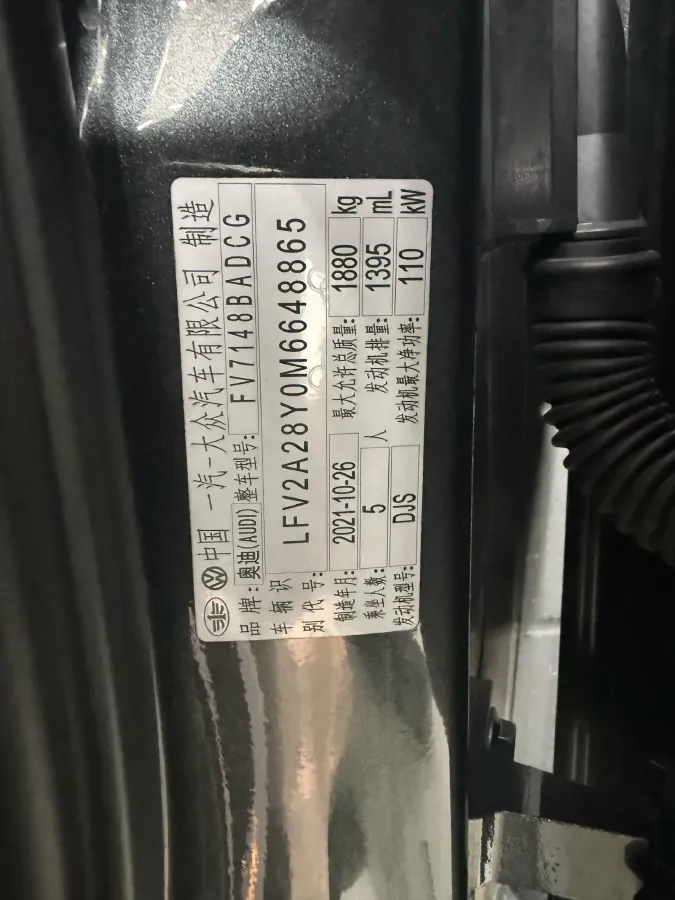 中国 一汽-大众汽车有限公司 制造
品牌: 奥迪(AUDI) 整车型号: FV7148BADCG
车辆识别代号: LFV2A28Y0M6648865
制造年月: 2021-10-26 最大允许总质量: 1880 kg
乘坐人数: 5 人 发动机排量: 1395 mL
发动机型号: DJS 发动机最大净功率: 110 kW